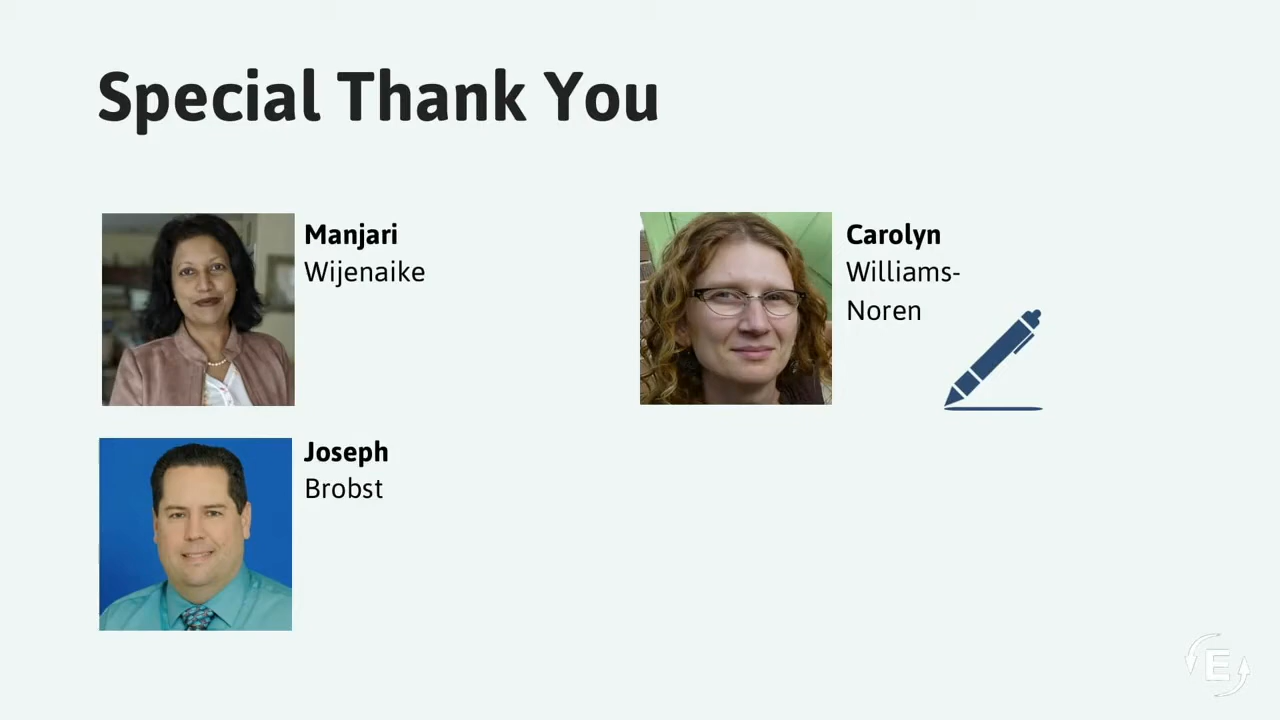 Special Thank You
Manjari
Wijenaike
Carolyn
Williams-
Noren
Joseph
Brobst
E